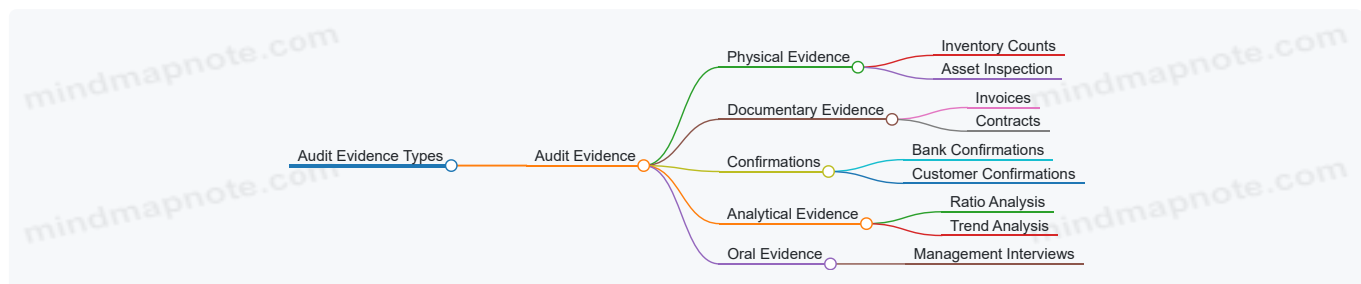 mindmapnote.com
mindmapnote.com
Audit Evidence Types
Audit Evidence
Physical Evidence
Inventory Counts
Asset Inspection
Documentary Evidence
Invoices
Contracts
Confirmations
Bank Confirmations
Customer Confirmations
Analytical Evidence
Ratio Analysis
Trend Analysis
Oral Evidence
Management Interviews
mindmapnote.com
mindmapnote.com